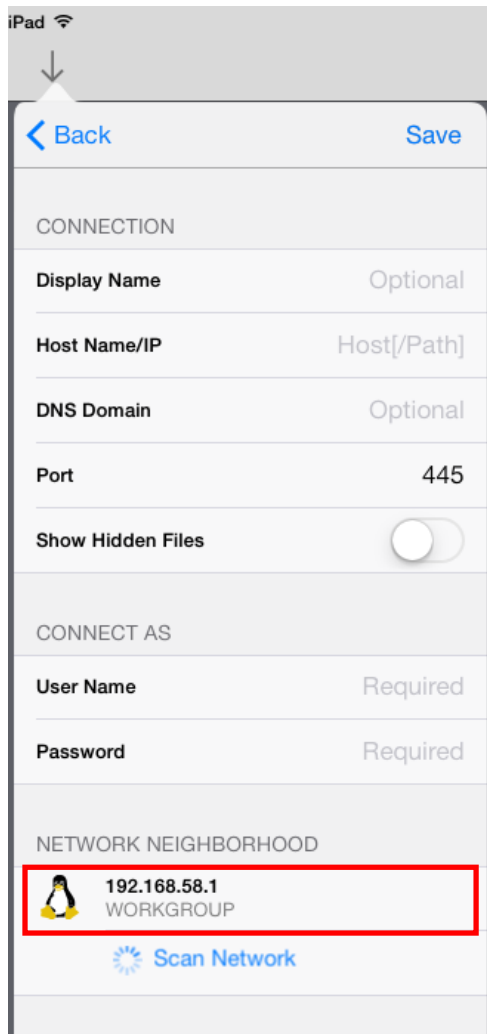 iPad
Back Save
CONNECTION
Display Name Optional
Host Name/IP Host[/Path]
DNS Domain Optional
Port 445
Show Hidden Files
CONNECT AS
User Name Required
Password Required
NETWORK NEIGHBORHOOD
192.168.58.1
WORKGROUP
Scan Network